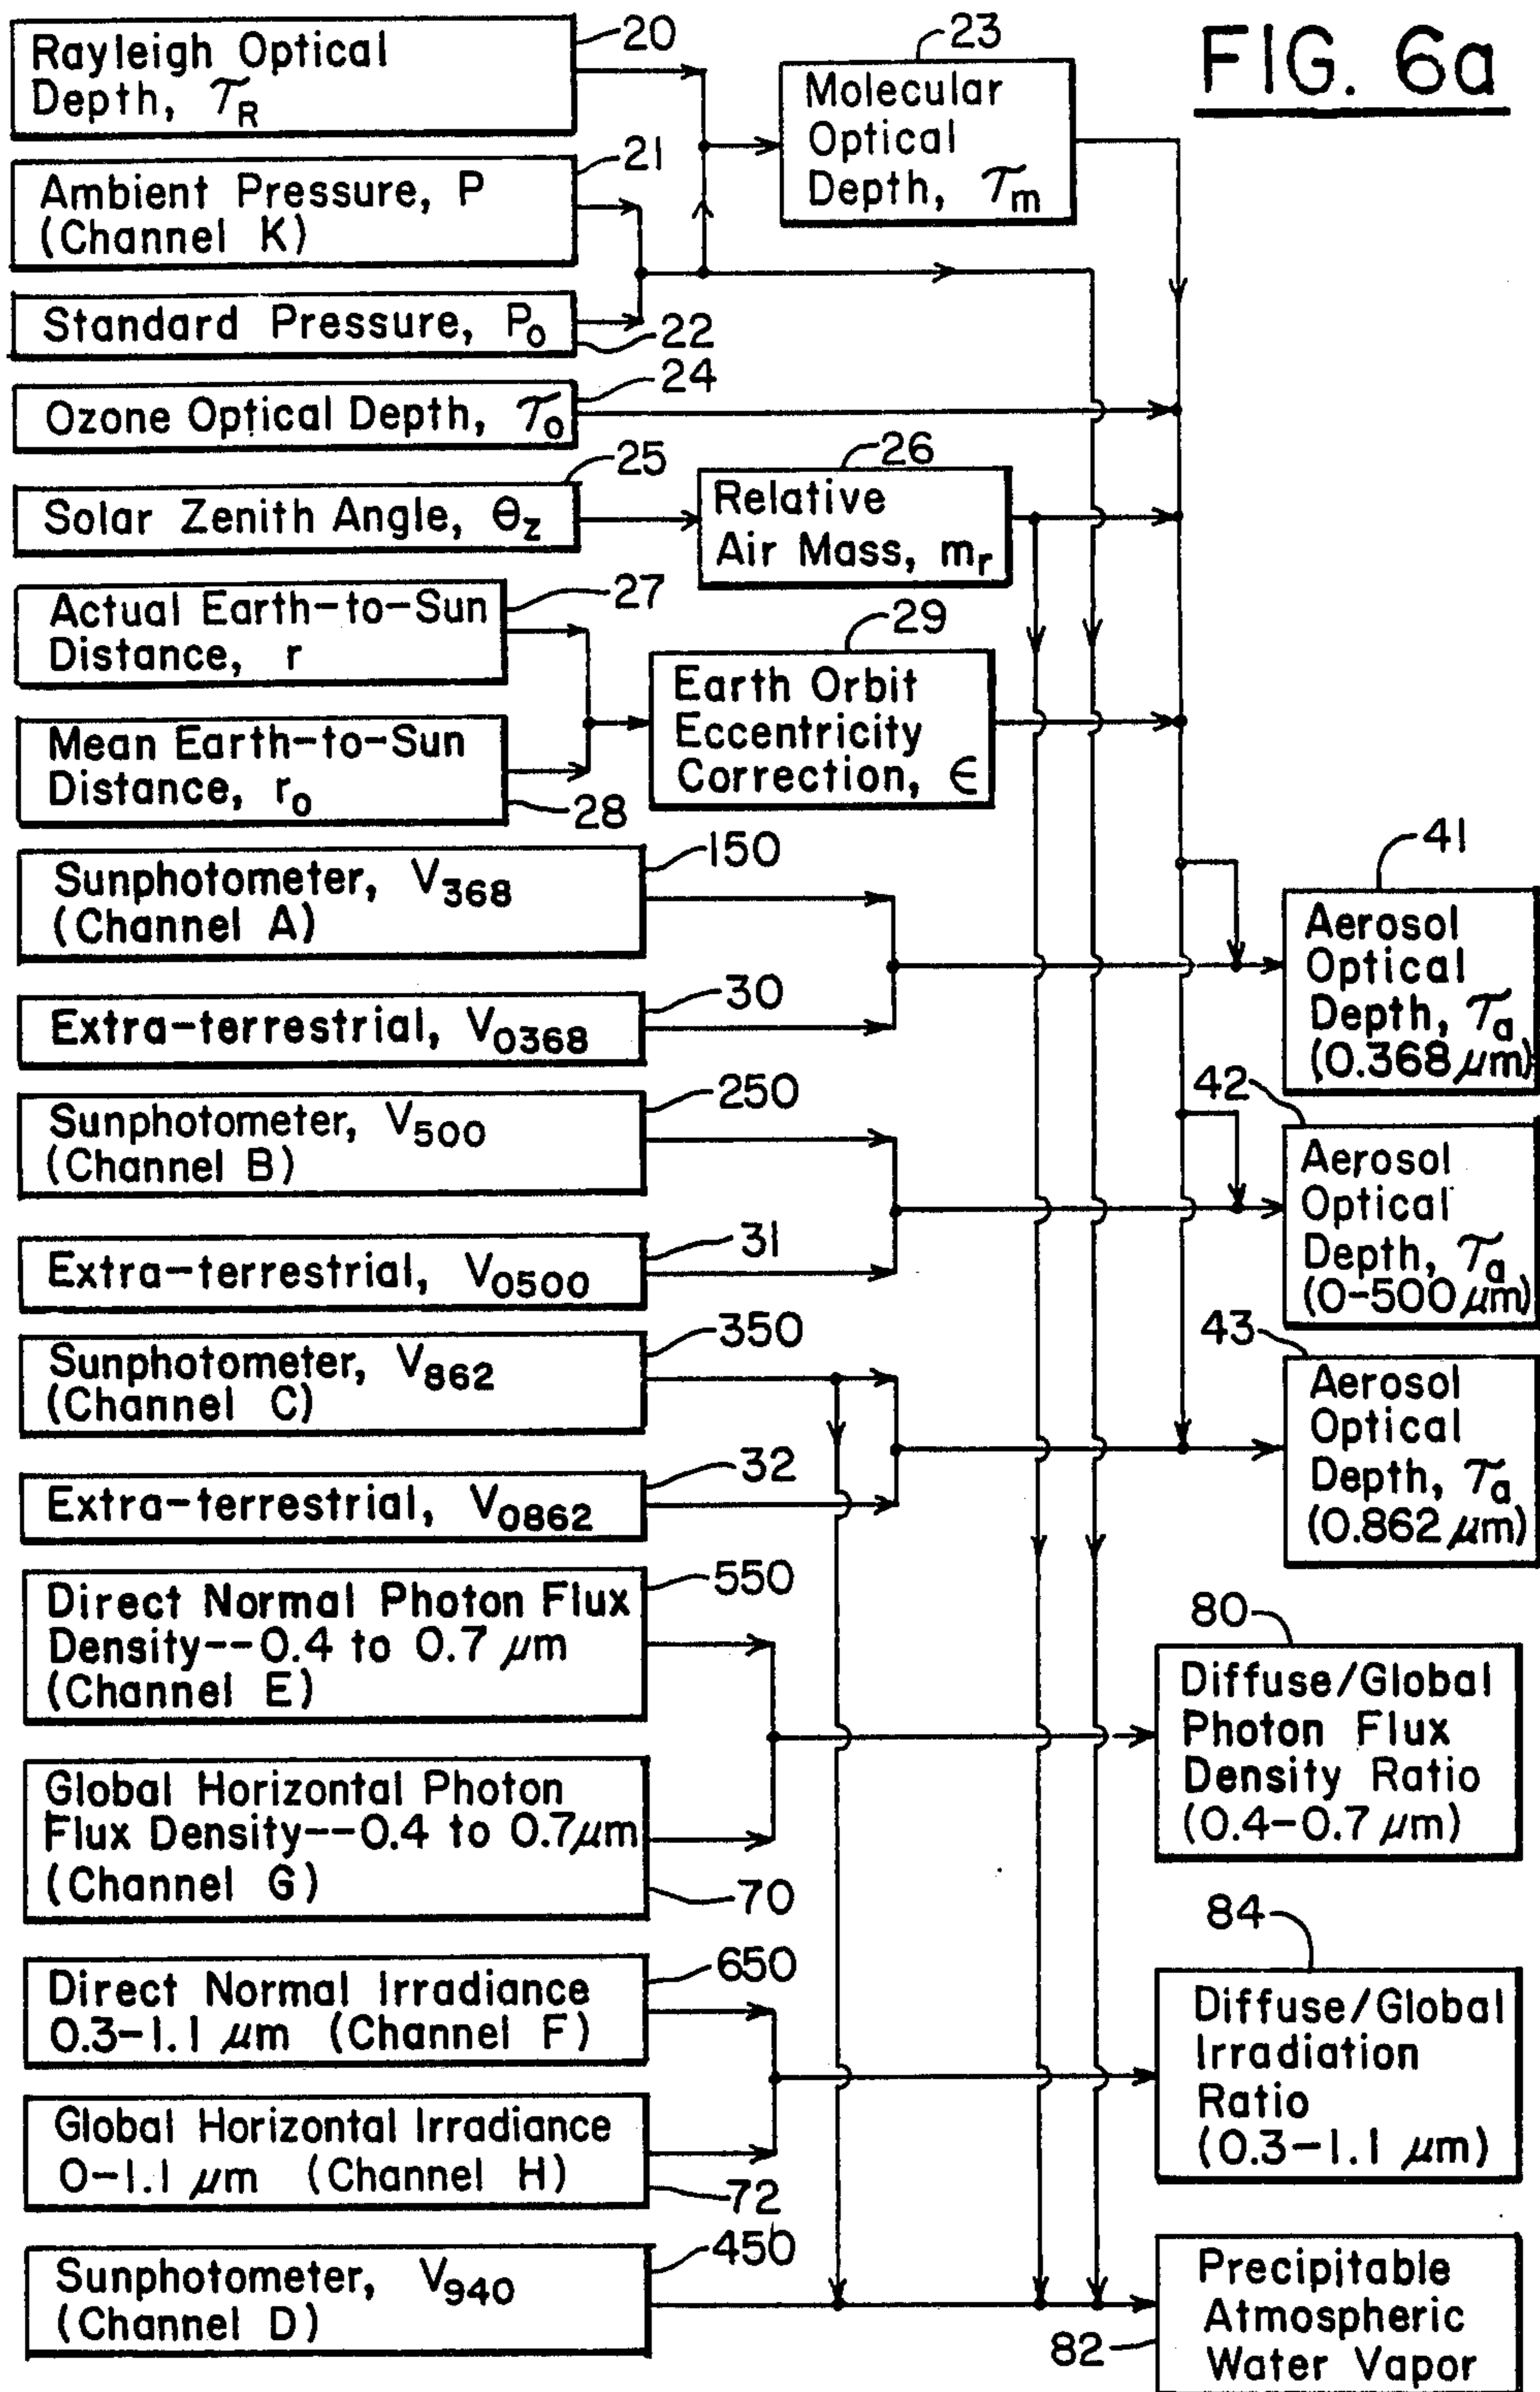 FIG. 6a
Rayleigh Optical
Depth, τR
20
Ambient Pressure, P
(Channel K)
21
Standard Pressure, Po
22
Molecular
Optical
Depth, τm
23
Ozone Optical Depth, τo
24
Solar Zenith Angle, θz
25
Relative
Air Mass, mr
26
Actual Earth-to-Sun
Distance, r
27
Mean Earth-to-Sun
Distance, ro
28
Earth Orbit
Eccentricity
Correction, ϵ
29
Sunphotometer, V368
(Channel A)
150
Extra-terrestrial, V0368
30
Aerosol
Optical
Depth, τa
(0.368 μm)
41
Sunphotometer, V500
(Channel B)
250
Extra-terrestrial, V0500
31
Aerosol
Optical
Depth, τa
(0-500 μm)
42
Sunphotometer, V862
(Channel C)
350
Extra-terrestrial, V0862
32
Aerosol
Optical
Depth, τa
(0.862 μm)
43
Direct Normal Photon Flux
Density--0.4 to 0.7 μm
(Channel E)
550
Global Horizontal Photon
Flux Density--0.4 to 0.7μm
(Channel G)
70
Diffuse/Global
Photon Flux
Density Ratio
(0.4-0.7 μm)
80
Direct Normal Irradiance
0.3-1.1 μm (Channel F)
650
Global Horizontal Irradiance
0-1.1 μm (Channel H)
72
Diffuse/Global
Irradiation
Ratio
(0.3-1.1 μm)
84
Sunphotometer, V940
(Channel D)
450
Precipitable
Atmospheric
Water Vapor
82